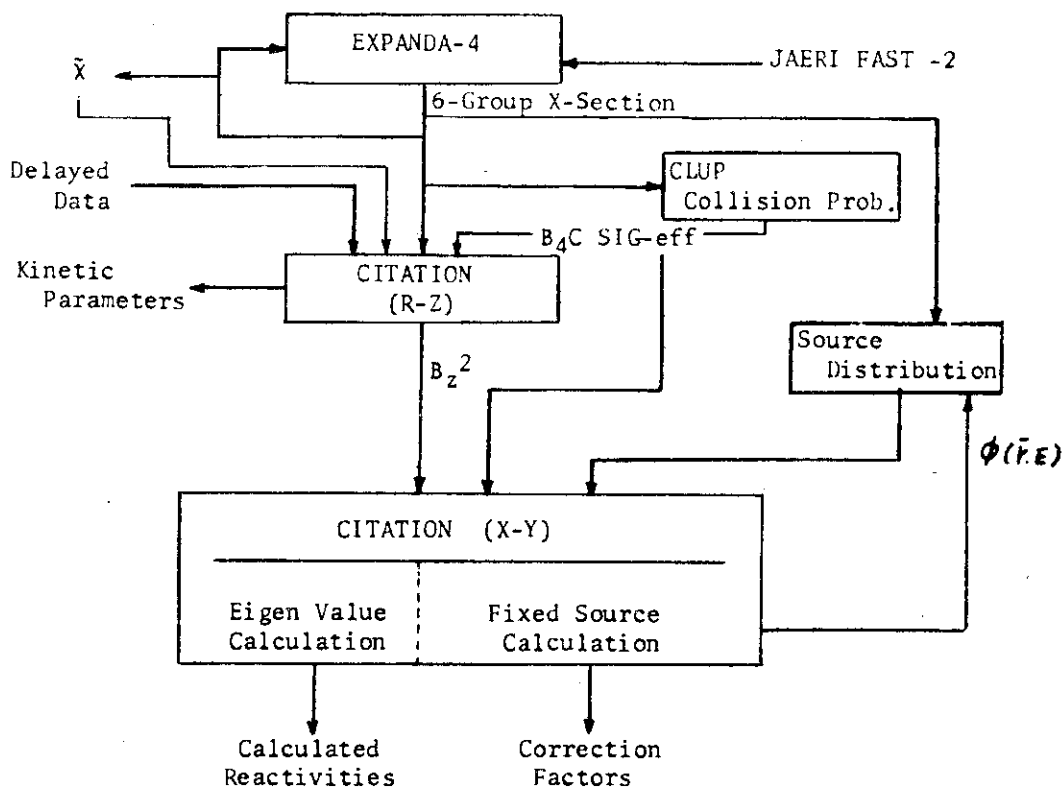 EXPANDA-4
JAERI FAST -2
x̃
6-Group X-Section
Delayed
Data
CLUP
Collision Prob.
B₄C SIG-eff
CITATION
(R-Z)
Kinetic
Parameters
Source
Distribution
B_z²
ϕ(r̄.E)
CITATION (X-Y)
Eigen Value
Calculation
Fixed Source
Calculation
Calculated
Reactivities
Correction
Factors